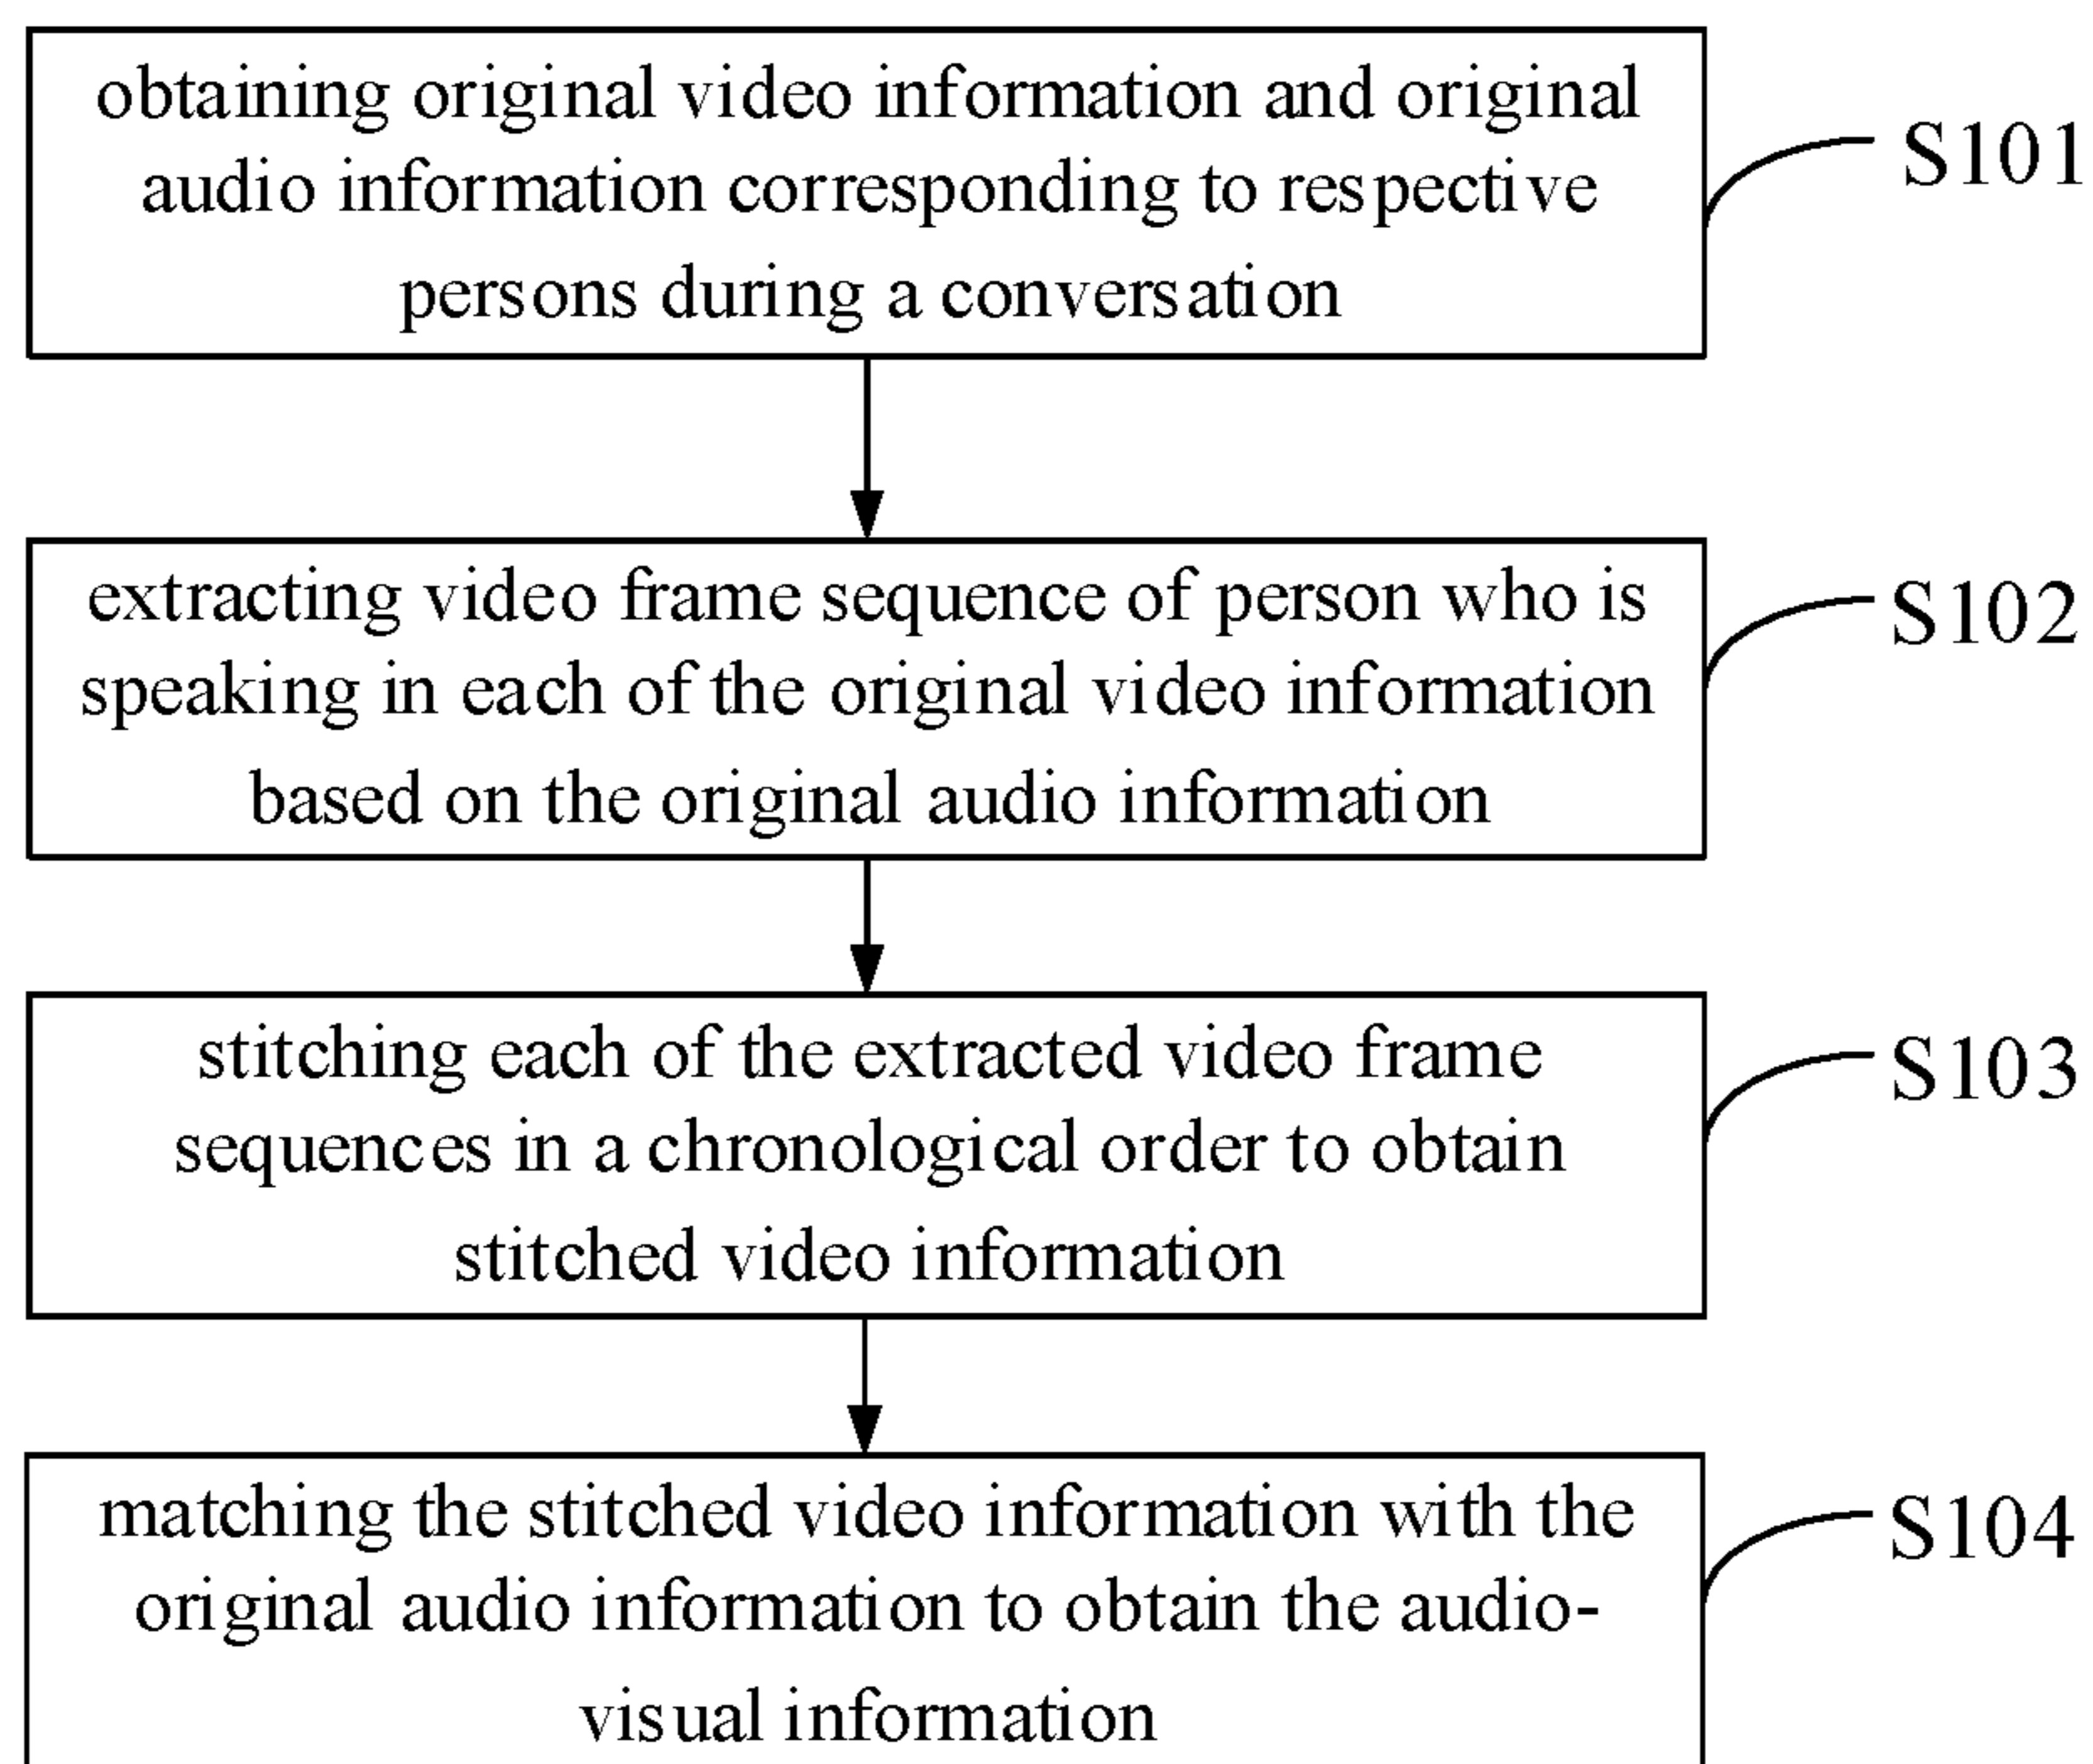 obtaining original video information and original
audio information corresponding to respective
persons during a conversation
S101
extracting video frame sequence of person who is
speaking in each of the original video information
based on the original audio information
S102
stitching each of the extracted video frame
sequences in a chronological order to obtain
stitched video information
S103
matching the stitched video information with the
original audio information to obtain the audio-
visual information
S104